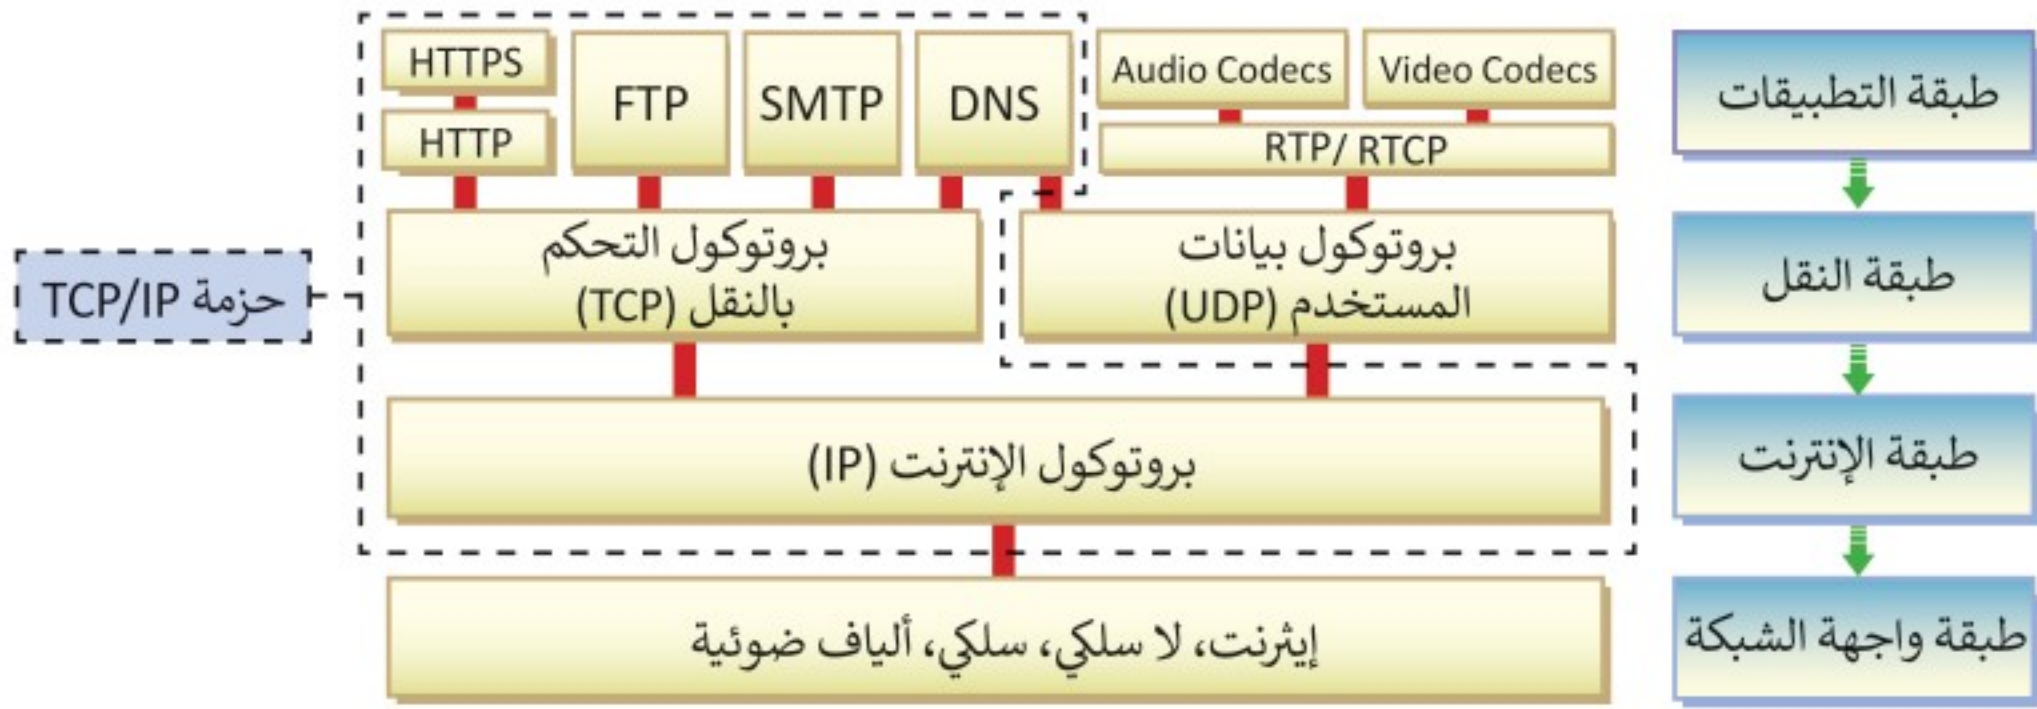 HTTPS
HTTP
FTP
SMTP
DNS
Audio Codecs
Video Codecs
RTP/ RTCP
طبقة التطبيقات
بروتوكول التحكم
بالنقل (TCP)
بروتوكول بيانات
المستخدم (UDP)
طبقة النقل
حزمة TCP/IP
بروتوكول الإنترنت (IP)
طبقة الإنترنت
إيثرنت، لا سلكي، سلكي، ألياف ضوئية
طبقة واجهة الشبكة